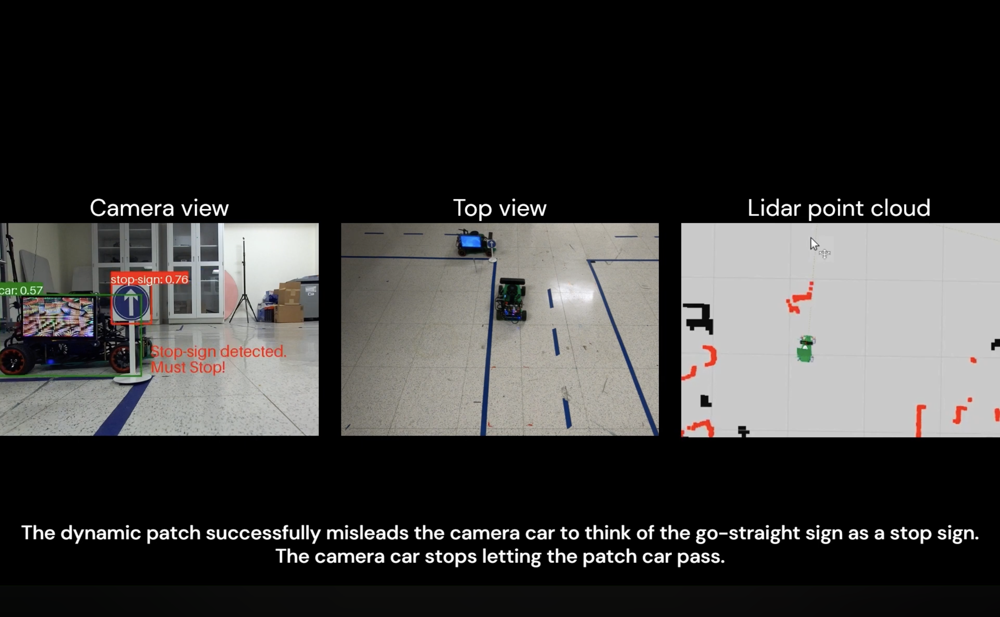 Camera view
Top view
Lidar point cloud
stop-sign: 0.76
car: 0.57
Stop-sign detected.
Must Stop!
The dynamic patch successfully misleads the camera car to think of the go-straight sign as a stop sign.
The camera car stops letting the patch car pass.